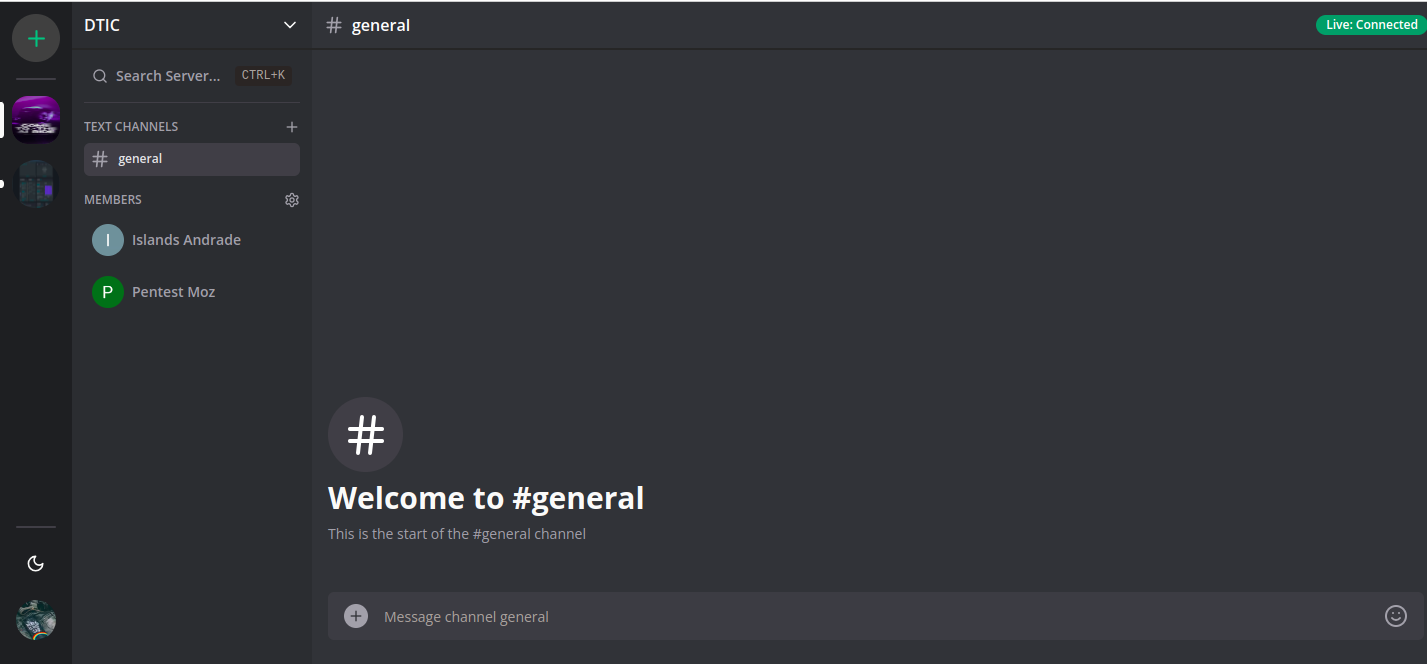 DTIC
general
Live: Connected
Search Server...
CTRL+K
TEXT CHANNELS
general
MEMBERS
I
Islands Andrade
P
Pentest Moz
Welcome to #general
This is the start of the #general channel
Message channel general